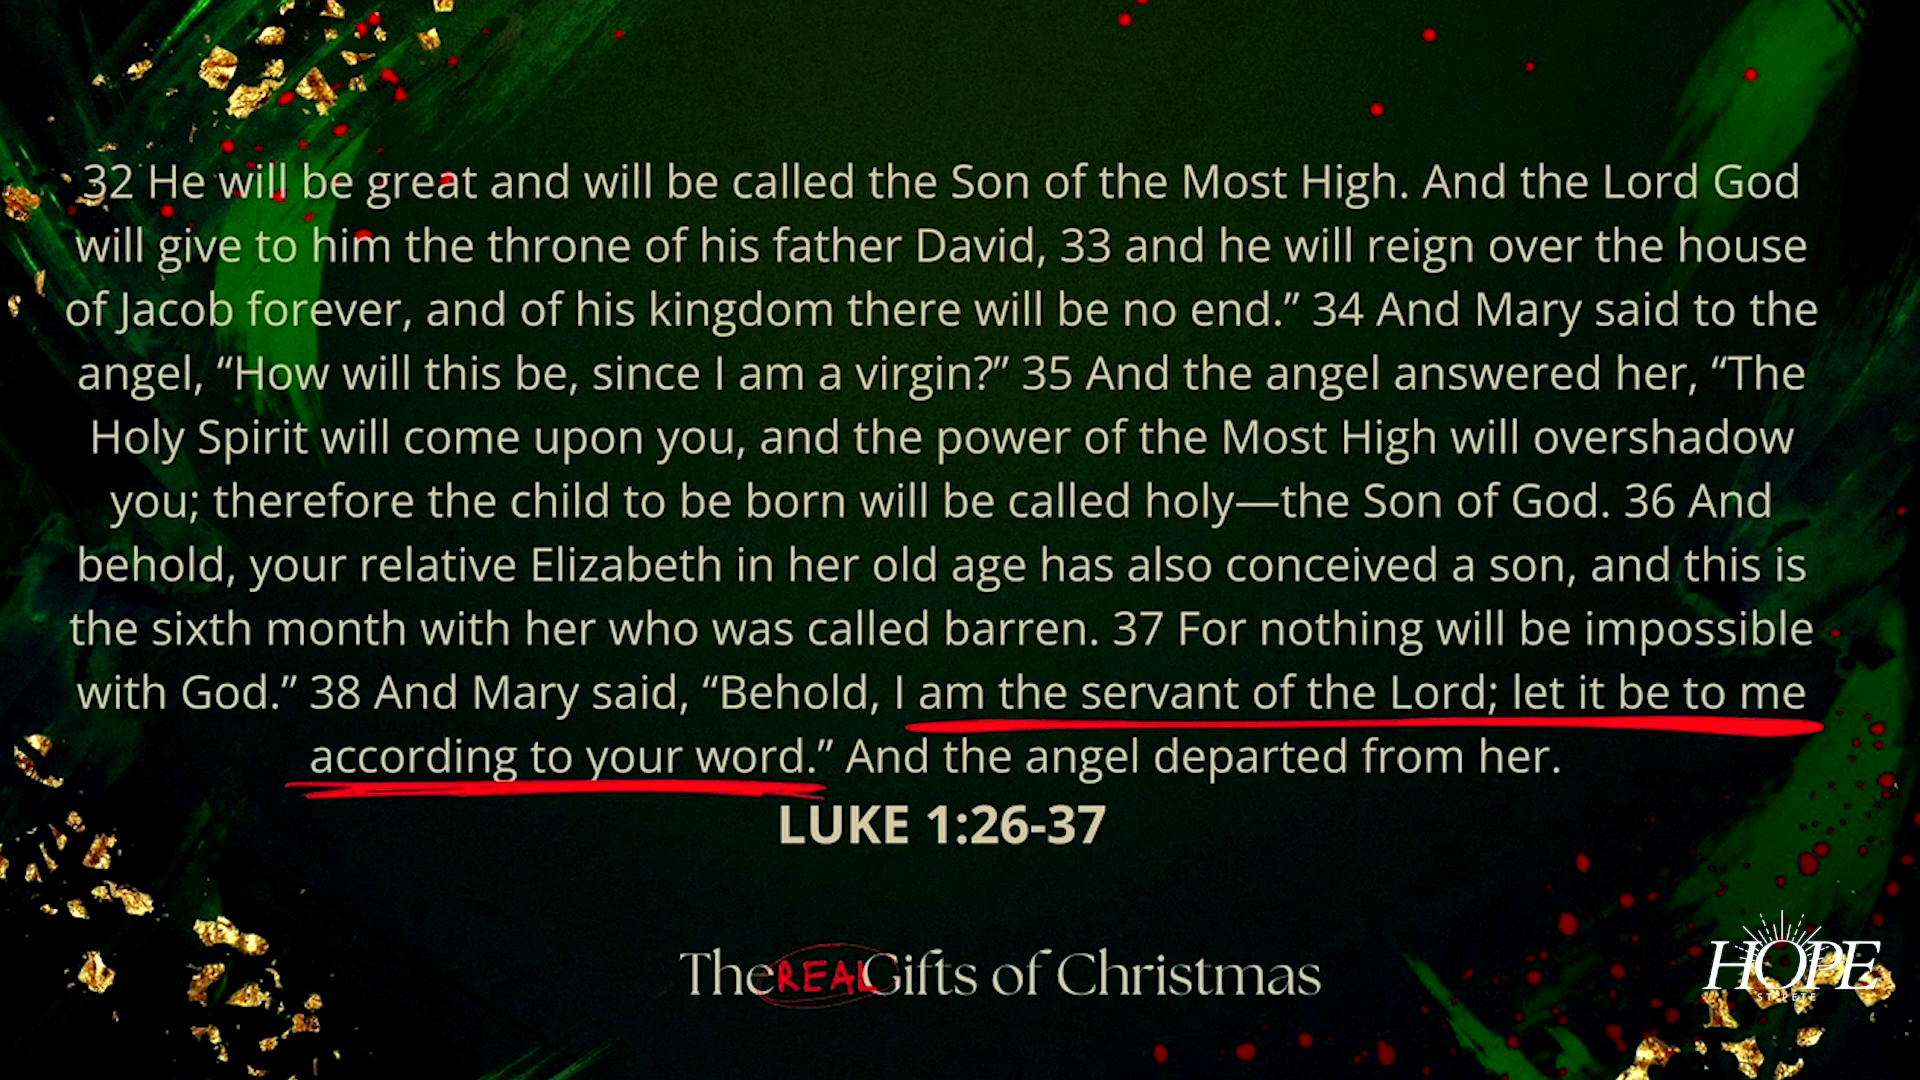 32 He will be great and will be called the Son of the Most High. And the Lord God
will give to him the throne of his father David, 33 and he will reign over the house
of Jacob forever, and of his kingdom there will be no end.” 34 And Mary said to the
angel, “How will this be, since I am a virgin?” 35 And the angel answered her, “The
Holy Spirit will come upon you, and the power of the Most High will overshadow
you; therefore the child to be born will be called holy—the Son of God. 36 And
behold, your relative Elizabeth in her old age has also conceived a son, and this is
the sixth month with her who was called barren. 37 For nothing will be impossible
with God.” 38 And Mary said, “Behold, I am the servant of the Lord; let it be to me
according to your word.” And the angel departed from her.
LUKE 1:26-37
The REAL Gifts of Christmas
HOPE
ST PETE